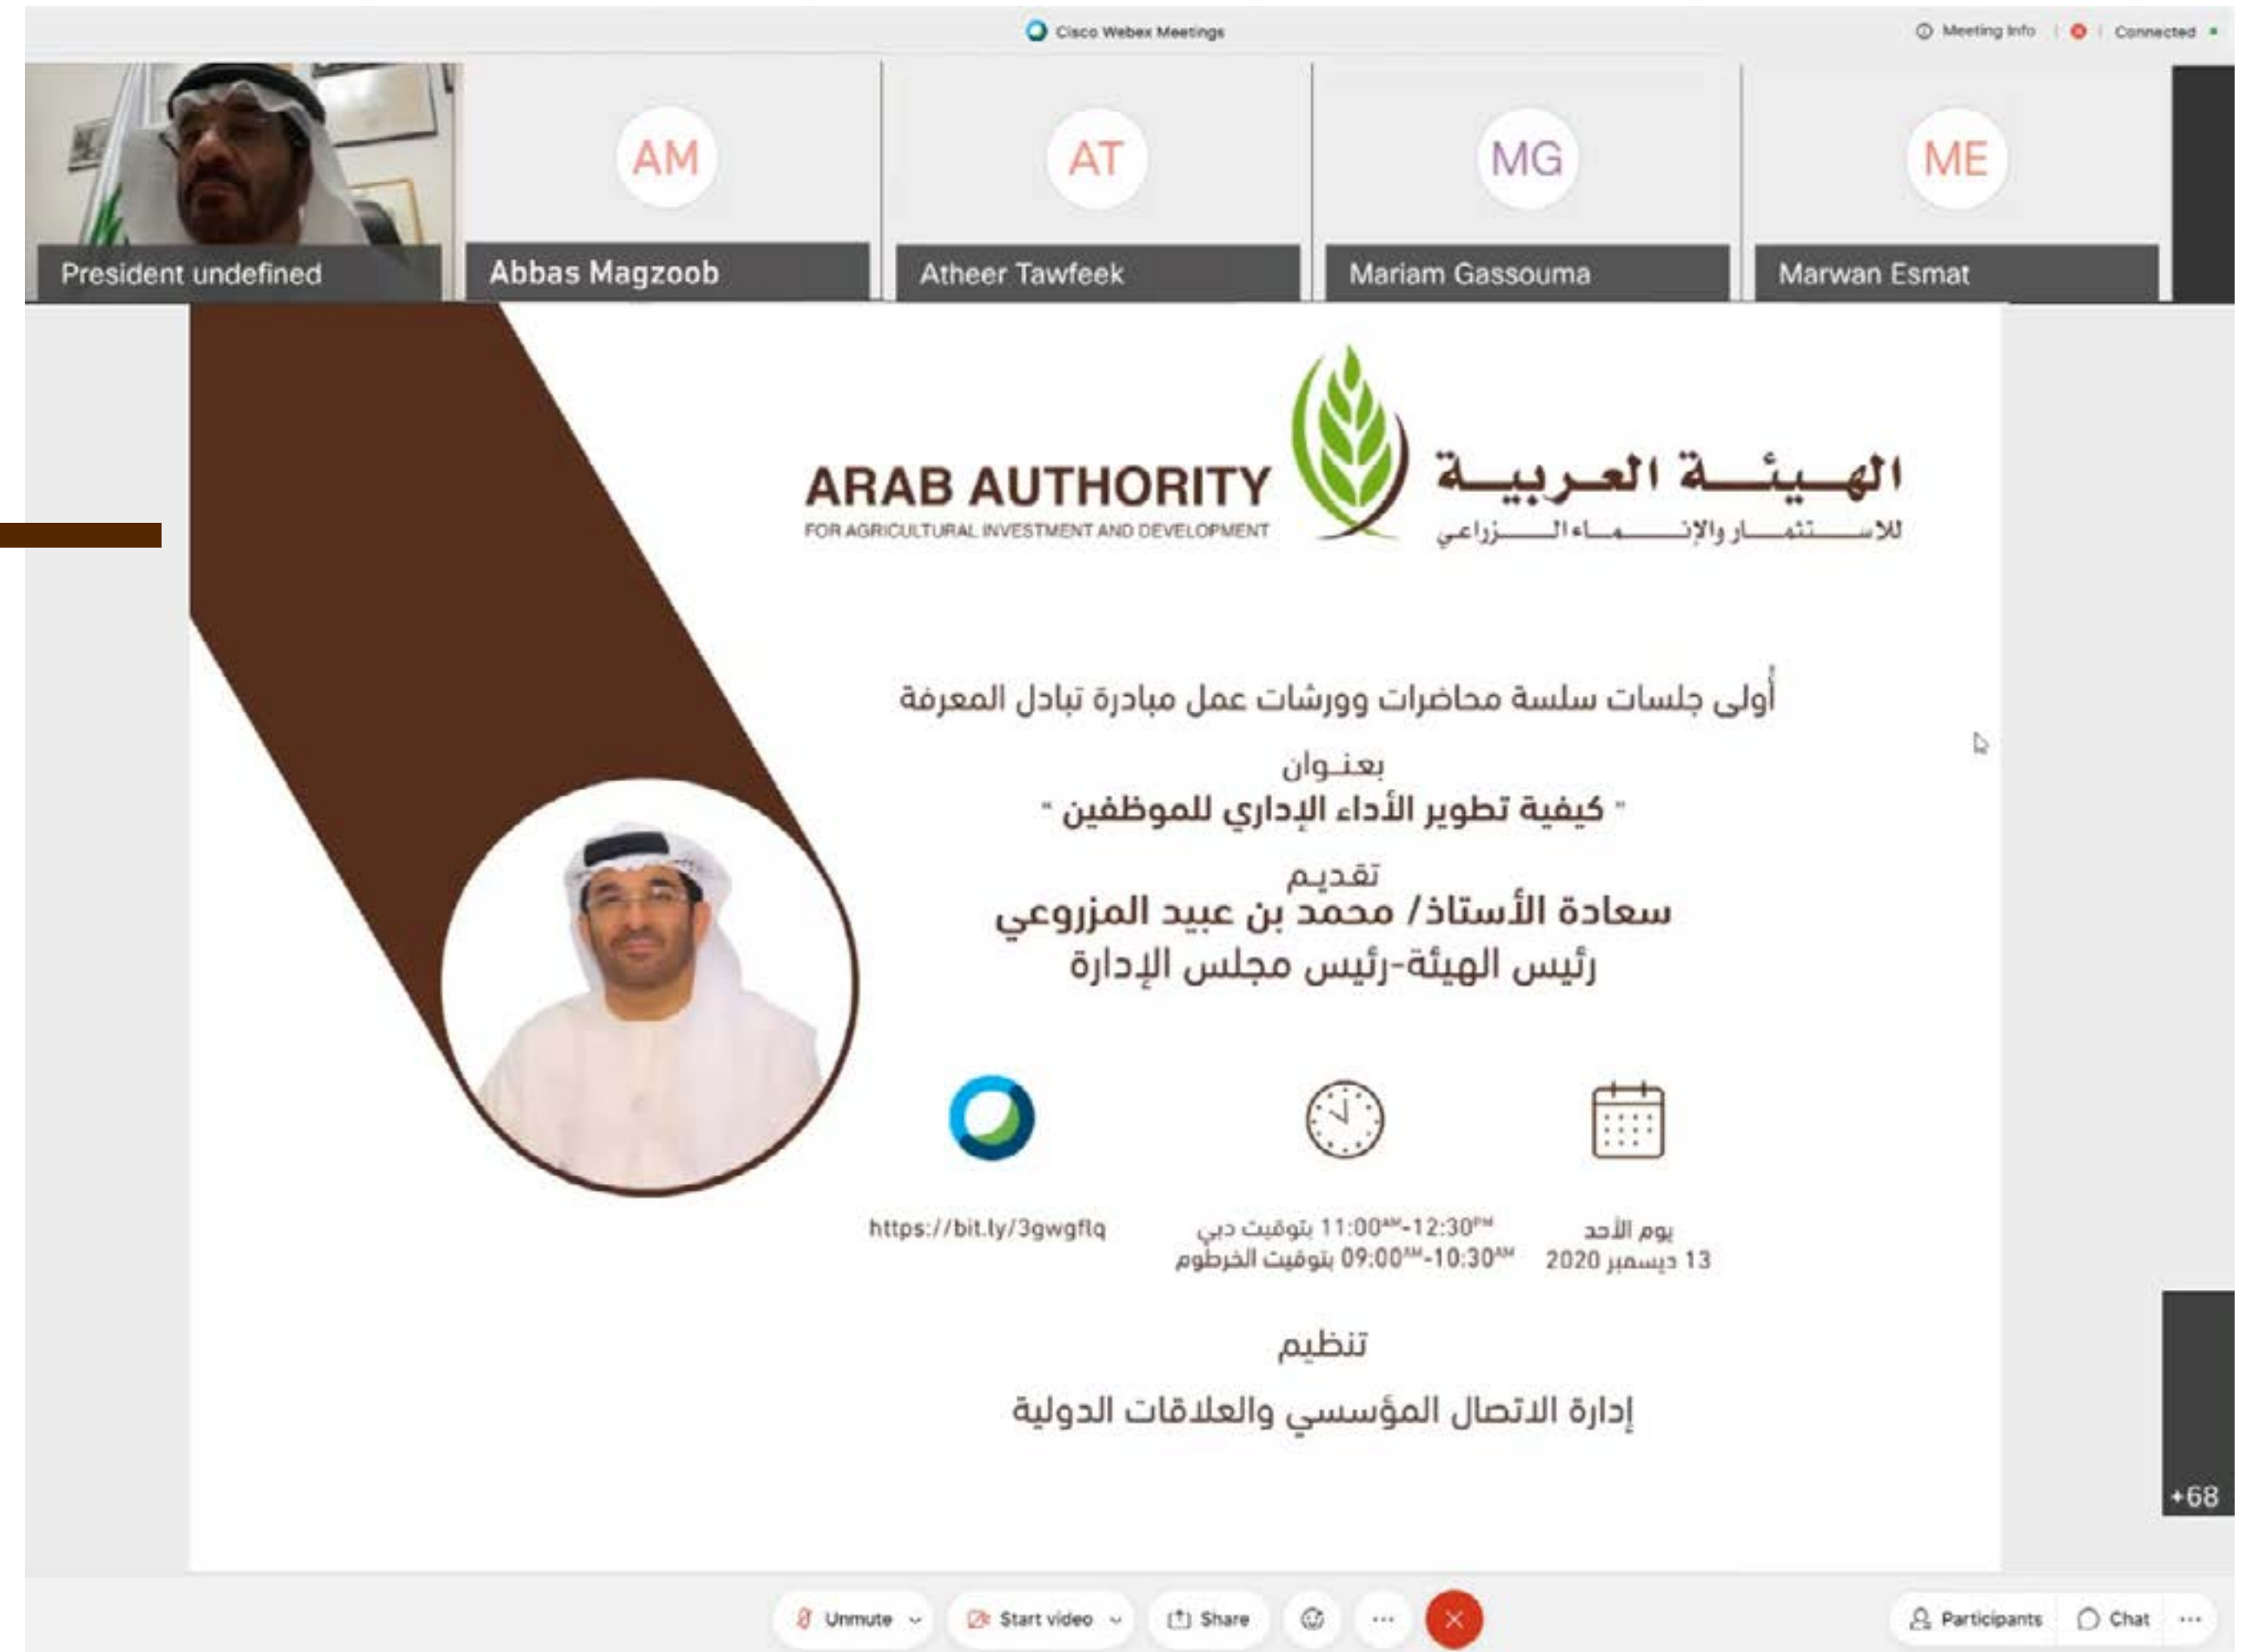 Cisco Webex Meetings
Meeting Info
Connected
AM
AT
MG
ME
President undefined
Abbas Magzoob
Atheer Tawfeek
Mariam Gassouma
Marwan Esmat
ARAB AUTHORITY
FOR AGRICULTURAL INVESTMENT AND DEVELOPMENT
الهيئة العربية
للاستثمار والإنماء الزراعي
أولى جلسات سلسة محاضرات وورشات عمل مبادرة تبادل المعرفة
بعنوان
" كيفية تطوير الأداء الإداري للموظفين "
تقديم
سعادة الأستاذ/ محمد بن عبيد المزروعي
رئيس الهيئة-رئيس مجلس الإدارة
يوم الأحد
13 ديسمبر 2020
11:00AM-12:30PM بتوقيت دبي
09:00AM-10:30AM بتوقيت الخرطوم
https://bit.ly/3gwgflq
تنظيم
إدارة الاتصال المؤسسي والعلاقات الدولية
+68
Unmute
Start video
Share
Participants
Chat